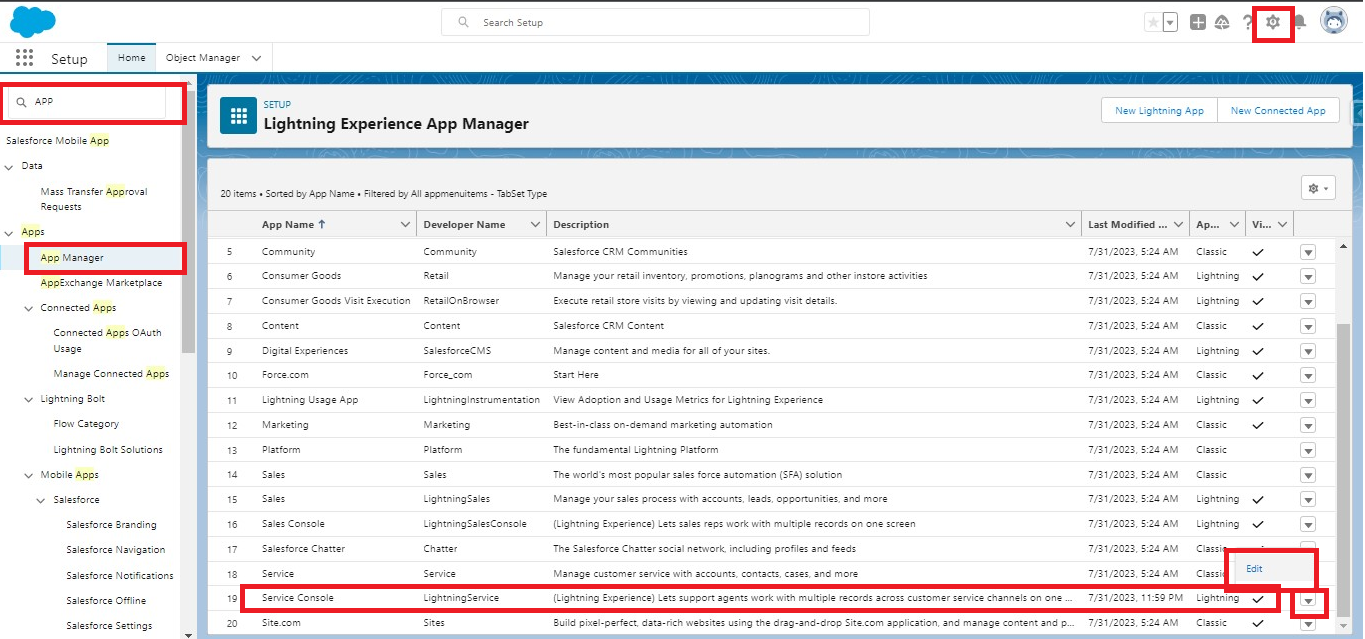 Search Setup
?
Setup
Home
Object Manager
APP
Salesforce Mobile App
Data
Mass Transfer Approval
Requests
Apps
App Manager
AppExchange Marketplace
Connected Apps
Connected Apps OAuth
Usage
Manage Connected Apps
Lightning Bolt
Flow Category
Lightning Bolt Solutions
Mobile Apps
Salesforce
Salesforce Branding
Salesforce Navigation
Salesforce Notifications
Salesforce Offline
Salesforce Settings
SETUP
Lightning Experience App Manager
New Lightning App
New Connected App
20 items • Sorted by App Name • Filtered by All appmenuitems - TabSet Type
App Name ↑ Developer Name Description Last Modified ... Ap... Vi...
5 Community Community Salesforce CRM Communities 7/31/2023, 5:24 AM Classic
6 Consumer Goods Retail Manage your retail inventory, promotions, planograms and other instore activities 7/31/2023, 5:24 AM Lightning
7 Consumer Goods Visit Execution RetailOnBrowser Execute retail store visits by viewing and updating visit details. 7/31/2023, 5:24 AM Lightning
8 Content Content Salesforce CRM Content 7/31/2023, 5:24 AM Classic
9 Digital Experiences SalesforceCMS Manage content and media for all of your sites. 7/31/2023, 5:24 AM Lightning
10 Force.com Force_com Start Here 7/31/2023, 5:24 AM Classic
11 Lightning Usage App LightningInstrumentation View Adoption and Usage Metrics for Lightning Experience 7/31/2023, 5:24 AM Lightning
12 Marketing Marketing Best-in-class on-demand marketing automation 7/31/2023, 5:24 AM Classic
13 Platform Platform The fundamental Lightning Platform 7/31/2023, 5:24 AM Classic
14 Sales Sales The world's most popular sales force automation (SFA) solution 7/31/2023, 5:24 AM Classic
15 Sales LightningSales Manage your sales process with accounts, leads, opportunities, and more 7/31/2023, 5:24 AM Lightning
16 Sales Console LightningSalesConsole (Lightning Experience) Lets sales reps work with multiple records on one screen 7/31/2023, 5:24 AM Lightning
17 Salesforce Chatter Chatter The Salesforce Chatter social network, including profiles and feeds 7/31/2023, 5:24 AM Classic
18 Service Service Manage customer service with accounts, contacts, cases, and more 7/31/2023, 5:24 AM Classic
Edit
19 Service Console LightningService (Lightning Experience) Lets support agents work with multiple records across customer service channels on one ... 7/31/2023, 11:59 PM Lightning
20 Site.com Sites Build pixel-perfect, data-rich websites using the drag-and-drop Site.com application, and manage content and p... 7/31/2023, 5:24 AM Classic